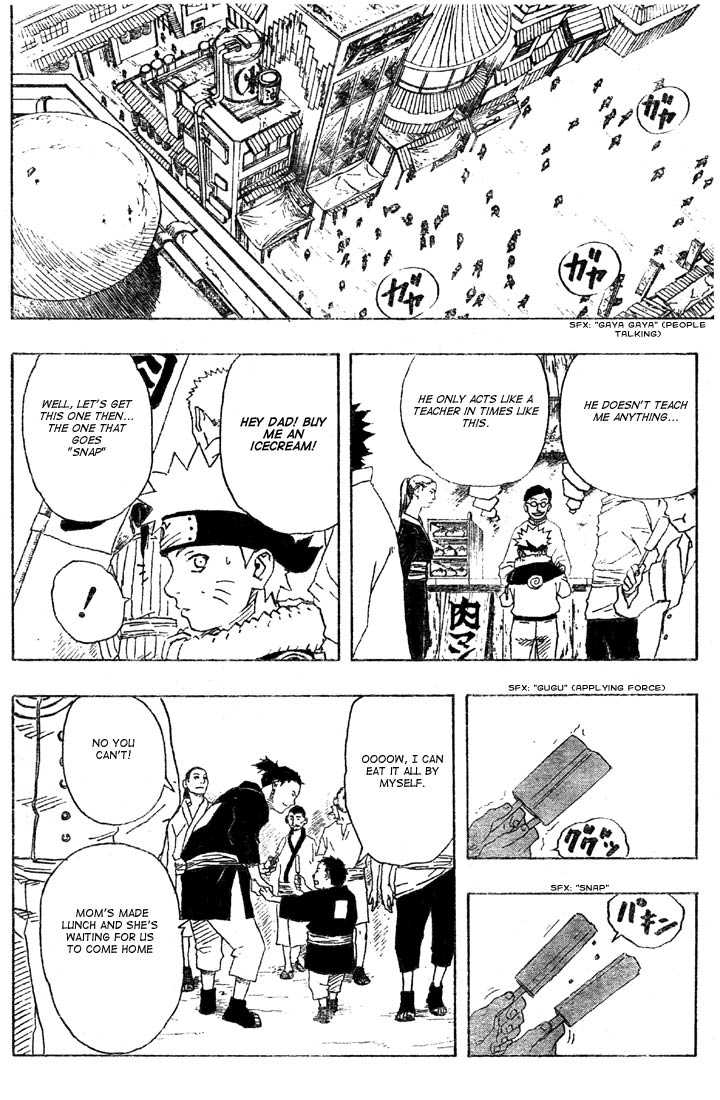 ガヤ
ガヤ
ガヤ
SFX: "GAYA GAYA" (PEOPLE
TALKING)
HE DOESN'T TEACH
ME ANYTHING...
HE ONLY ACTS LIKE A
TEACHER IN TIMES LIKE
THIS.
肉マン
HEY DAD! BUY
ME AN
ICECREAM!
WELL, LET'S GET
THIS ONE THEN...
THE ONE THAT
GOES
"SNAP"
!
SFX: "GUGU" (APPLYING FORCE)
ググッ
SFX: "SNAP"
パキン
OOOOW, I CAN
EAT IT ALL BY
MYSELF.
NO YOU
CAN'T!
MOM'S MADE
LUNCH AND SHE'S
WAITING FOR US
TO COME HOME